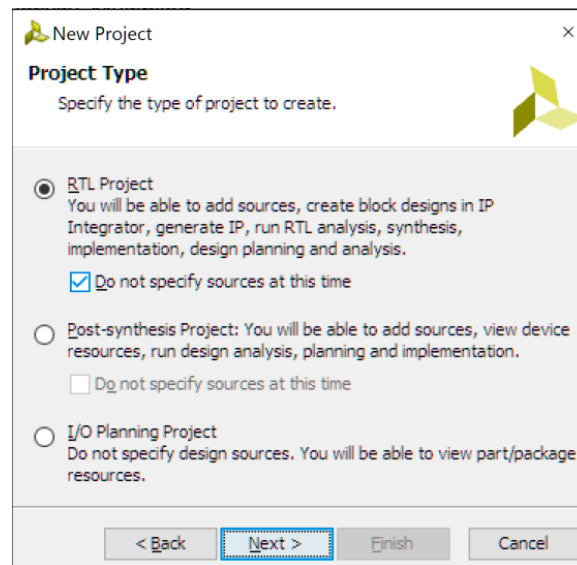 New Project
Project Type
Specify the type of project to create.
RTL Project
You will be able to add sources, create block designs in IP
Integrator, generate IP, run RTL analysis, synthesis,
implementation, design planning and analysis.
Do not specify sources at this time
Post-synthesis Project: You will be able to add sources, view device
resources, run design analysis, planning and implementation.
Do not specify sources at this time
I/O Planning Project
Do not specify design sources. You will be able to view part/package
resources.
< Back Next > Finish Cancel